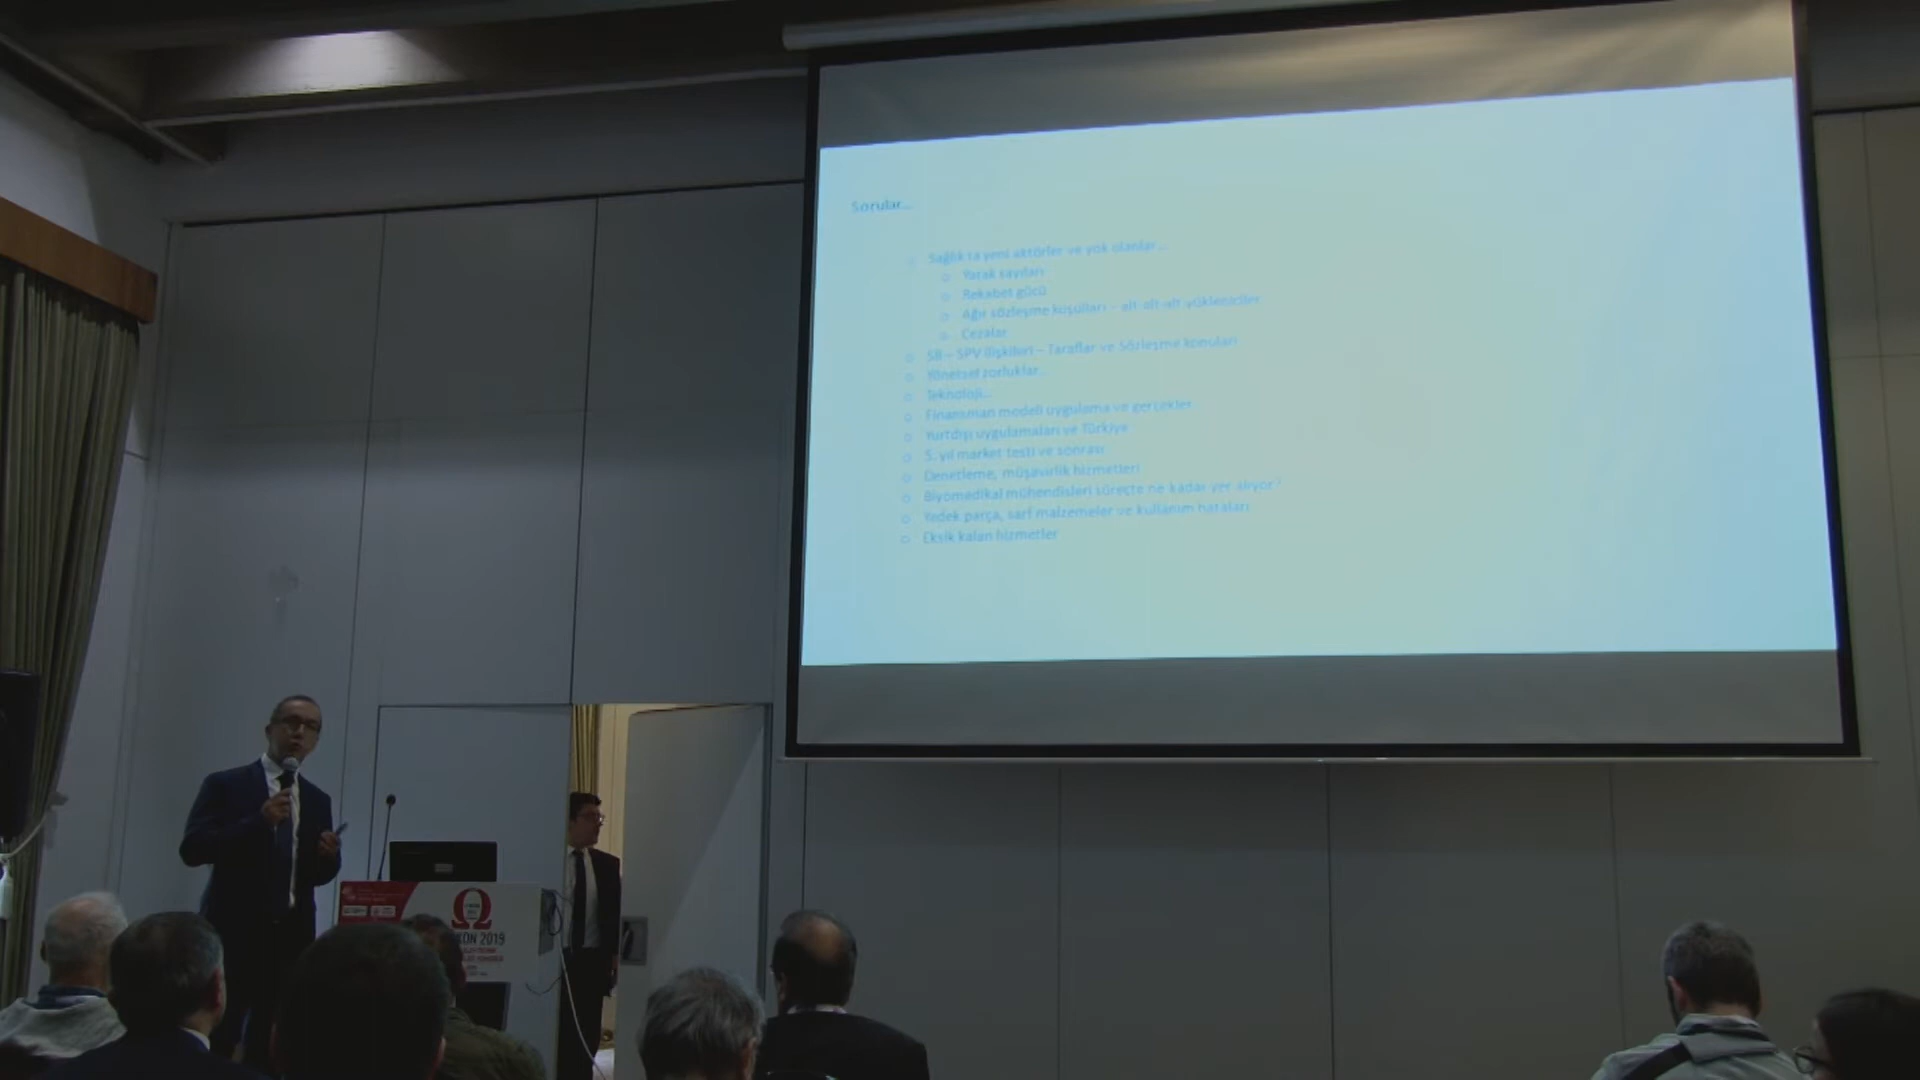 Sorular...
Sağlık ta yeni aktörler ve yok olanlar...
Yatak sayıları
Rekabet gücü
Ağır sözleşme koşulları – alt-alt-alt-yükleniciler
Cezalar
SB – SPV ilişkileri – Taraflar ve Sözleşme konuları
Yönetsel zorluklar...
Teknoloji...
Finansman modeli uygulama ve gerçekler
Yurtdışı uygulamaları ve Türkiye
5. yıl market testi ve sonrası
Denetleme, müşavirlik hizmetleri
Biyomedikal mühendisleri süreçte ne kadar yer alıyor?
Yedek parça, sarf malzemeler ve kullanım hataları
Eksik kalan hizmetler
KON 2019